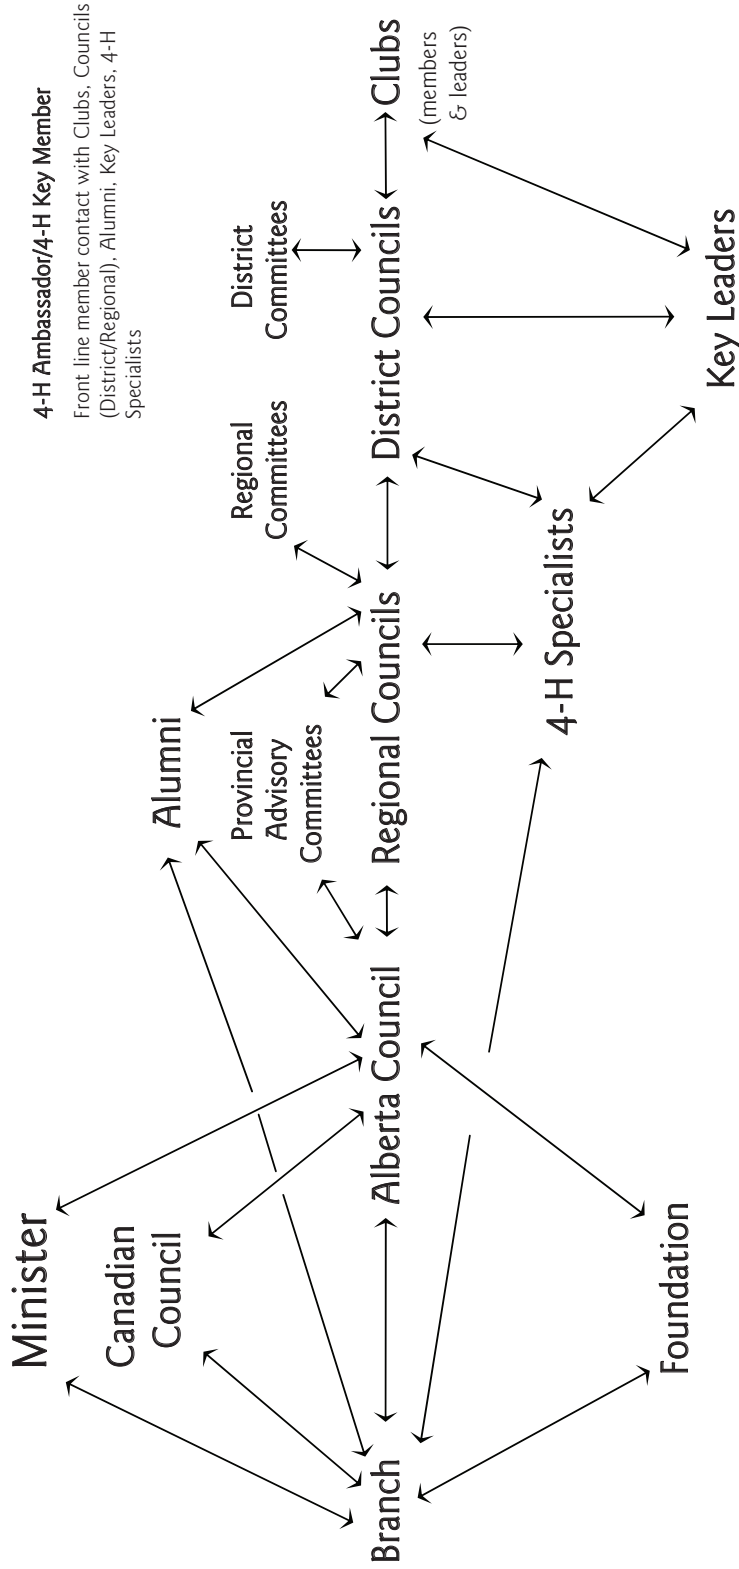 4-H Ambassador/4-H Key Member
Front line member contact with Clubs, Councils
(District/Regional), Alumni, Key Leaders, 4-H
Specialists
Minister
Canadian
Council
Alumni
Provincial
Advisory
Committees
Regional
Committees
District
Committees
Branch
Alberta Council
Regional Councils
District Councils
Clubs
(members
& leaders)
4-H Specialists
Foundation
Key Leaders